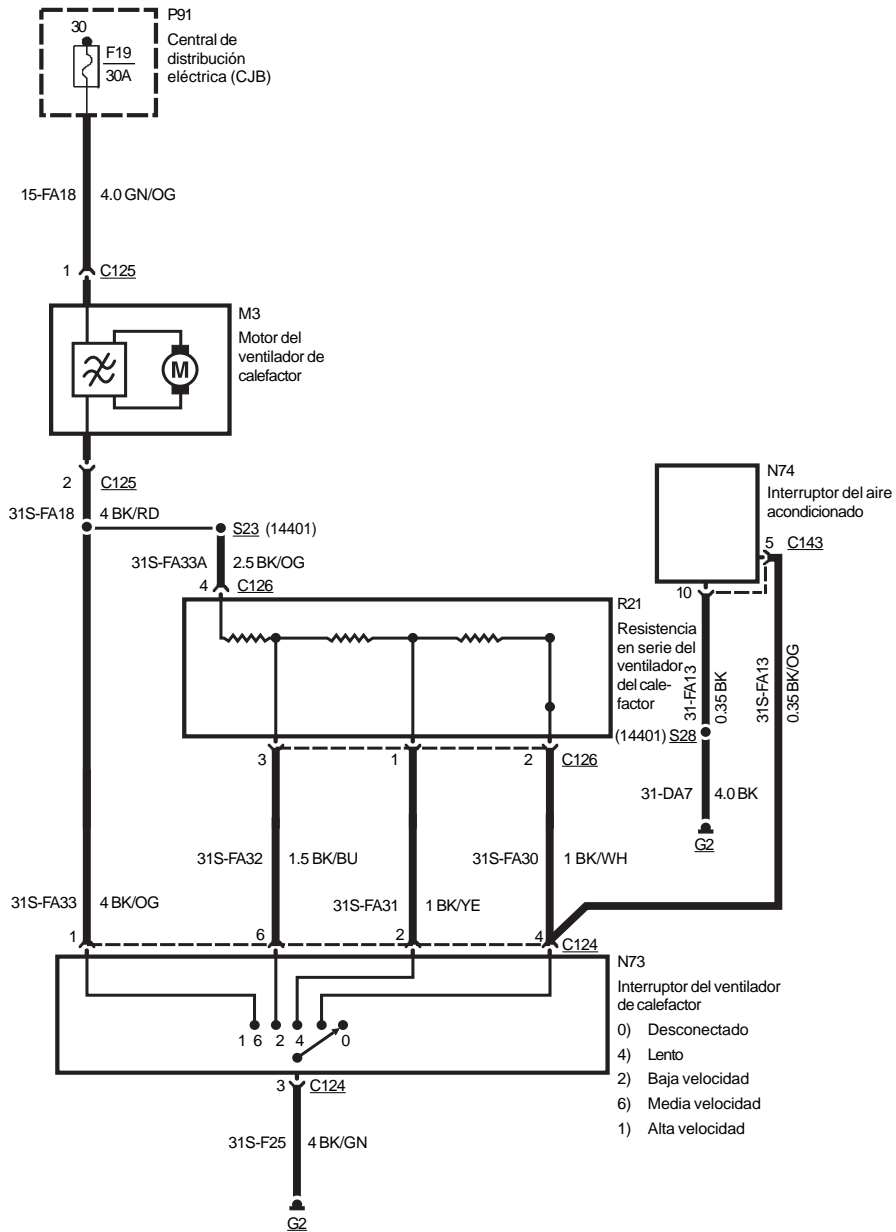 P91
30
Central de
distribución
eléctrica (CJB)
F19
30A
15-FA18 4.0 GN/OG
1 C125
M3
Motor del
ventilador de
calefactor
M
2 C125
31S-FA18 4 BK/RD
S23 (14401)
31S-FA33A 2.5 BK/OG
4 C126
N74
Interruptor del aire
acondicionado
5 C143
10
31-FA13
0.35 BK
31S-FA13
0.35 BK/OG
(14401) S28
31-DA7 4.0 BK
G2
R21
Resistencia
en serie del
ventilador
del cale-
factor
3 1 2 C126
31S-FA32 1.5 BK/BU
31S-FA30 1 BK/WH
31S-FA33 4 BK/OG
31S-FA31 1 BK/YE
1 6 2 4 C124
N73
Interruptor del ventilador
de calefactor
0) Desconectado
4) Lento
2) Baja velocidad
6) Media velocidad
1) Alta velocidad
1 6 2 4 0
3 C124
31S-F25 4 BK/GN
G2